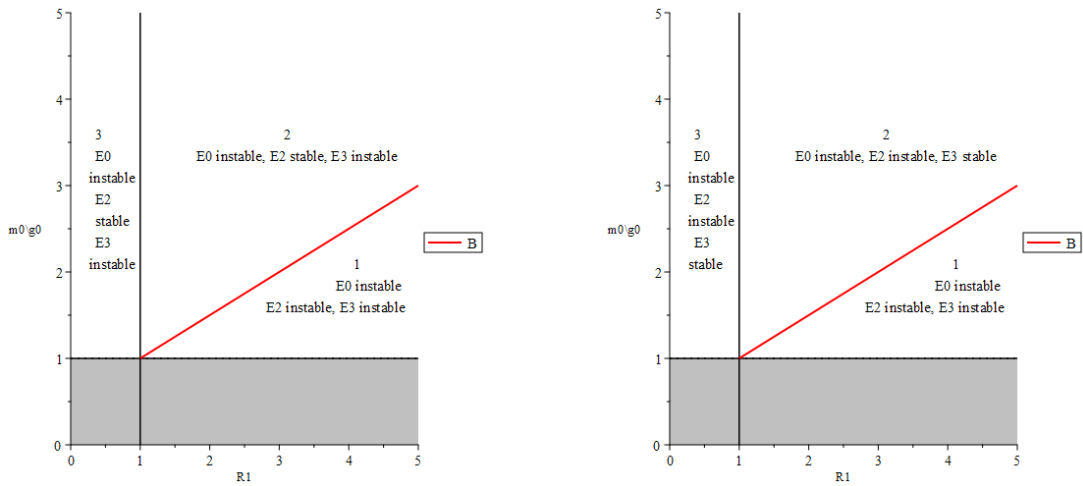 5
4
3
2
1
0
m0\g0
3
E0
instable
E2
stable
E3
instable
2
E0 instable, E2 stable, E3 instable
1
E0 instable
E2 instable, E3 instable
B
0
1
2
3
4
5
R1
5
4
3
2
1
0
m0\g0
3
E0
instable
E2
instable
E3
stable
2
E0 instable, E2 instable, E3 stable
1
E0 instable
E2 instable, E3 instable
B
0
1
2
3
4
5
R1